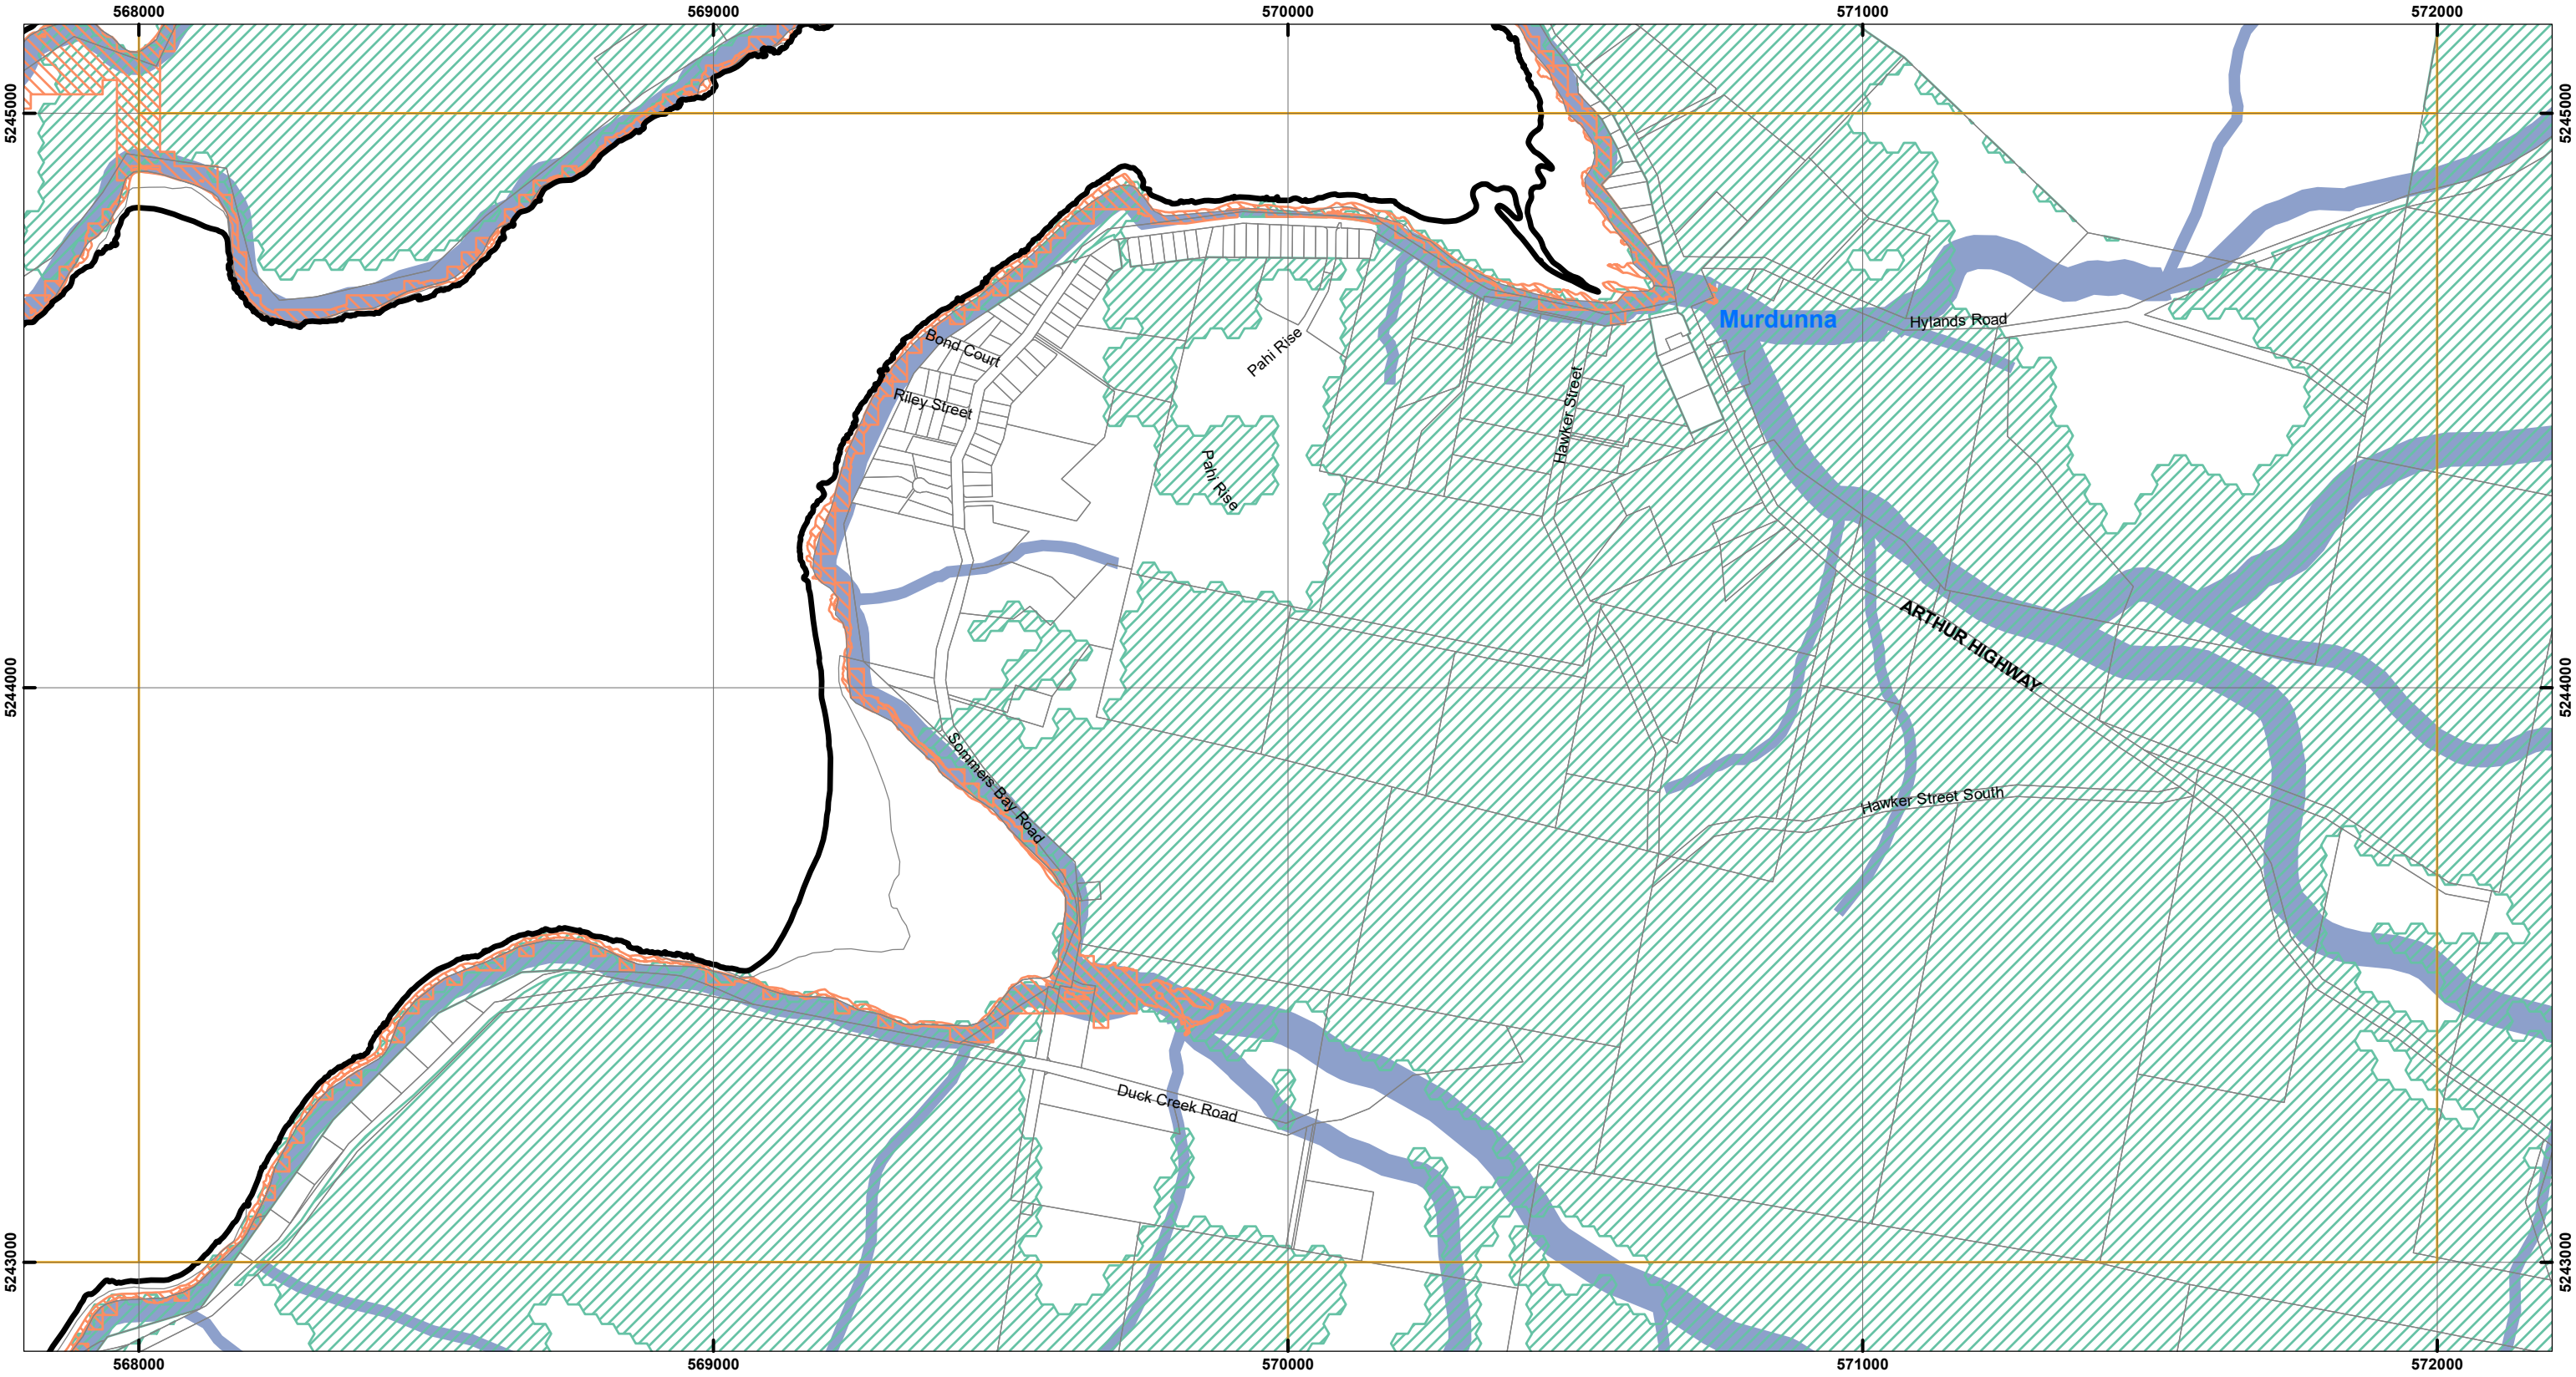 568000
569000
570000
571000
572000
5245000
5245000
Murdunna
Hylands Road
Bond Court
Pahi Rise
Riley Street
Hawker Street
Pahi Rise
ARTHUR HIGHWAY
5244000
5244000
Sommers Bay Road
Hawker Street South
Duck Creek Road
5243000
5243000
568000
569000
570000
571000
572000